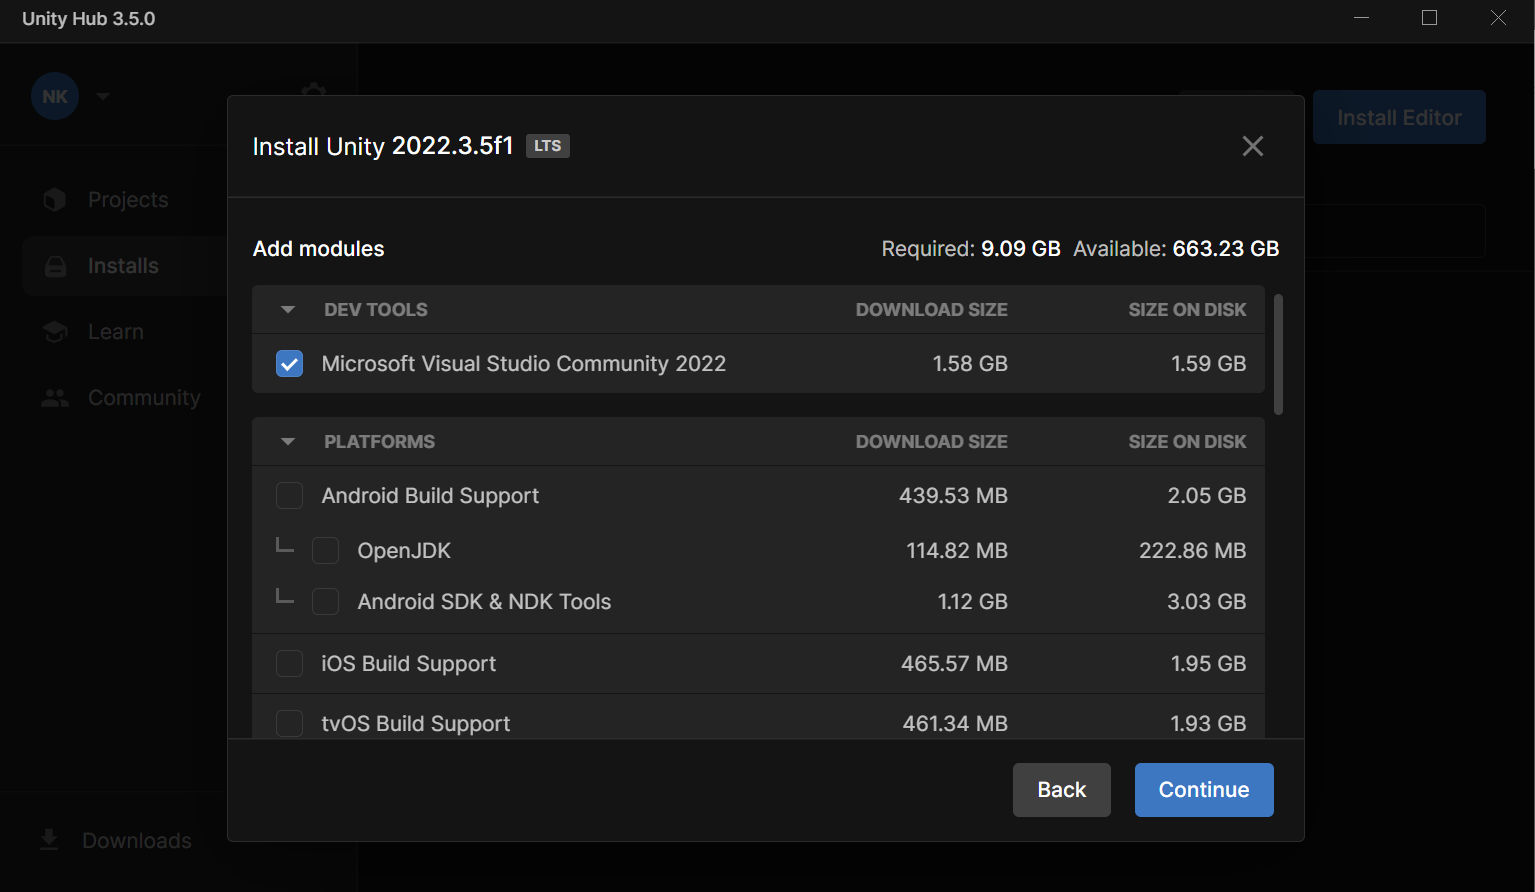 Unity Hub 3.5.0
NK
Install Editor
Install Unity 2022.3.5f1 LTS
Projects
Installs
Learn
Community
Downloads
Add modules Required: 9.09 GB Available: 663.23 GB
DEV TOOLS DOWNLOAD SIZE SIZE ON DISK
Microsoft Visual Studio Community 2022 1.58 GB 1.59 GB
PLATFORMS DOWNLOAD SIZE SIZE ON DISK
Android Build Support 439.53 MB 2.05 GB
OpenJDK 114.82 MB 222.86 MB
Android SDK & NDK Tools 1.12 GB 3.03 GB
iOS Build Support 465.57 MB 1.95 GB
tvOS Build Support 461.34 MB 1.93 GB
Back Continue